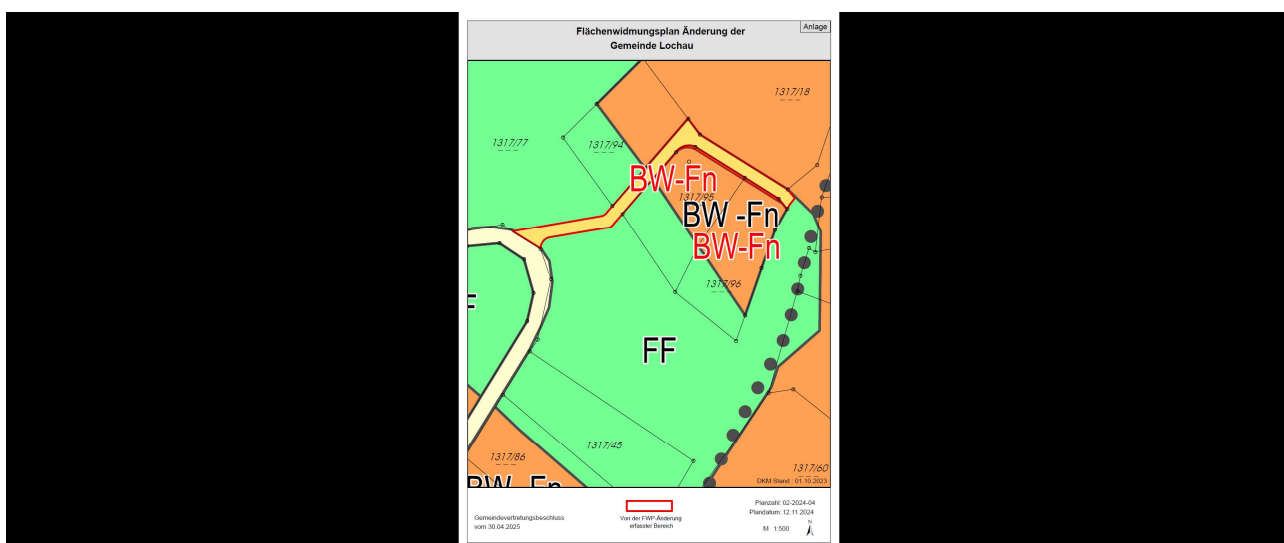 Anlage
Flächenwidmungsplan Änderung der
Gemeinde Lochau
1317/18
1317/77
1317/94
BW-Fn
1317/95
BW -Fn
BW-Fn
1317/96
F
FF
1317/45
1317/86
BW -Fn
1317/60
DKM Stand : 01.10.2023
Gemeindevertretungsbeschluss
vom 30.04.2025
Von der FWP-Änderung
erfasster Bereich
Planzahl: 02-2024-04
Plandatum: 12.11.2024
M 1:500
N